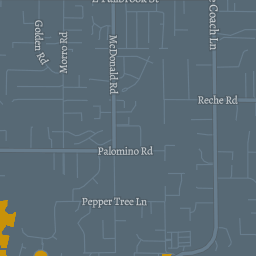 E Fallbrook St
Golden Rd
Morro Rd
McDonald Rd
Coach Ln
Reche Rd
Palomino Rd
Pepper Tree Ln